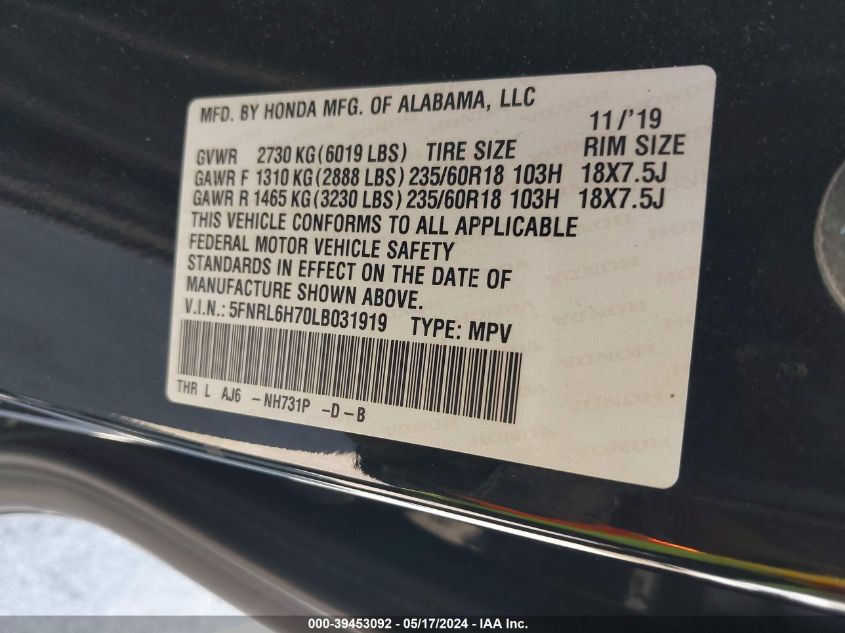 MFD. BY HONDA MFG. OF ALABAMA, LLC
11/'19
GVWR 2730 KG(6019 LBS) TIRE SIZE RIM SIZE
GAWR F 1310 KG(2888 LBS) 235/60R18 103H 18X7.5J
GAWR R 1465 KG(3230 LBS) 235/60R18 103H 18X7.5J
THIS VEHICLE CONFORMS TO ALL APPLICABLE
FEDERAL MOTOR VEHICLE SAFETY
STANDARDS IN EFFECT ON THE DATE OF
MANUFACTURE SHOWN ABOVE.
V.I.N.: 5FNRL6H70LB031919 TYPE: MPV
THR L AJ6 -NH731P -D-B
000-39453092 - 05/17/2024 - IAA Inc.